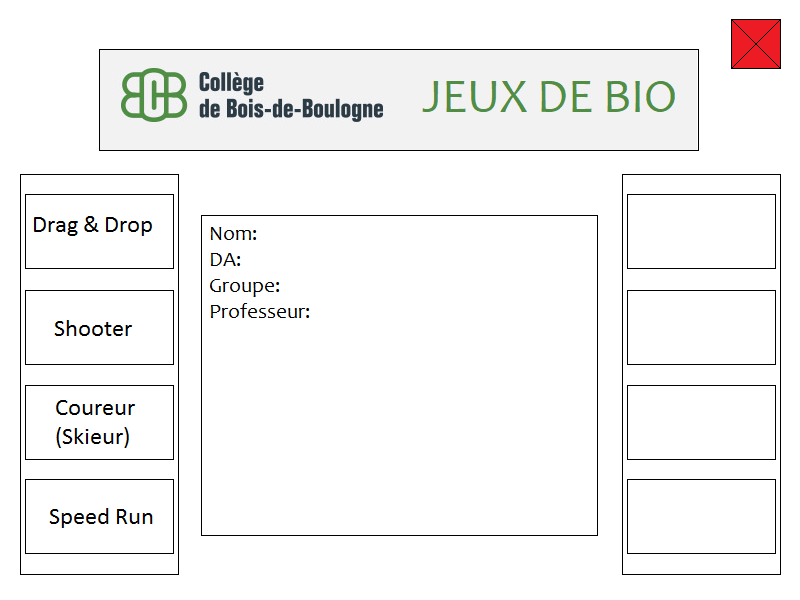 Collège
de Bois-de-Boulogne
JEUX DE BIO
Drag & Drop
Shooter
Coureur
(Skieur)
Speed Run
Nom:
DA:
Groupe:
Professeur: